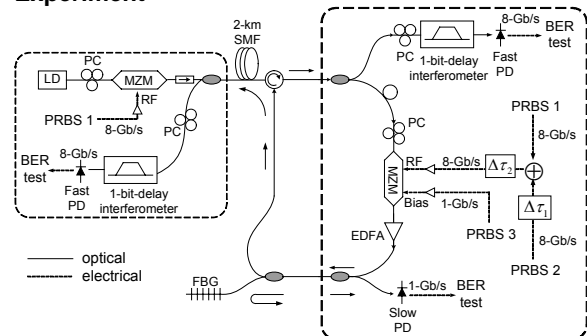 Experiment
2-km
SMF
LD
PC
MZM
RF
PRBS 1
8-Gb/s
PC
BER
test
8-Gb/s
Fast
PD
1-bit-delay
interferometer
optical
electrical
FBG
PC
1-bit-delay
interferometer
8-Gb/s
Fast
PD
BER
test
PC
MZM
RF
8-Gb/s
Δτ2
PRBS 1
8-Gb/s
Bias
1-Gb/s
Δτ1
PRBS 3
8-Gb/s
PRBS 2
EDFA
1-Gb/s
Slow
PD
BER
test